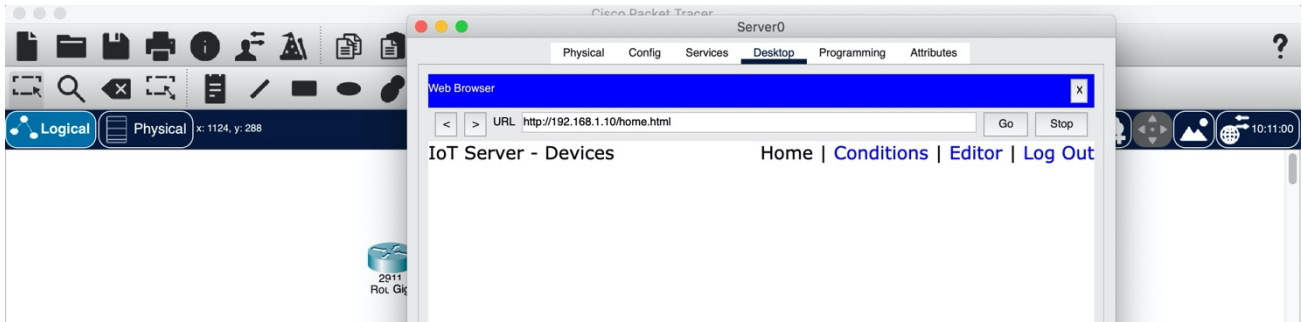 Cisco Packet Tracer
Server0
Physical Config Services Desktop Programming Attributes
?
Web Browser
X
< > URL http://192.168.1.10/home.html Go Stop
Logical Physical x: 1124, y: 288
10:11:00
IoT Server - Devices Home | Conditions | Editor | Log Out
2911
Rou Gig